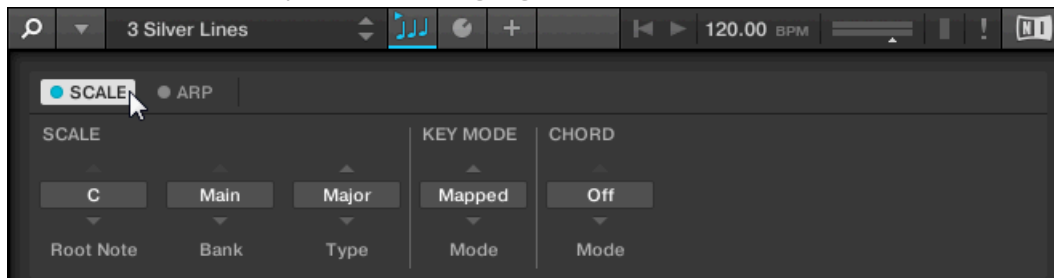 3 Silver Lines 120.00 BPM ! NI
SCALE ARP
SCALE KEY MODE CHORD
C Main Major Mapped Off
Root Note Bank Type Mode Mode